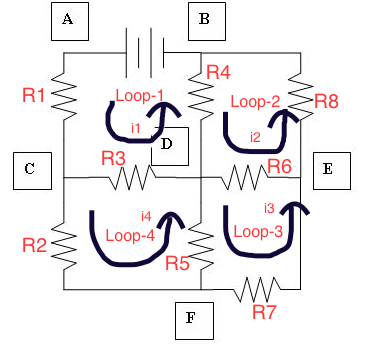 A B
R1 Loop-1 R4 Loop-2 R8
i1 i2
D
C R3 R6 E
i4 i3
R2 Loop-4 R5 Loop-3
F R7